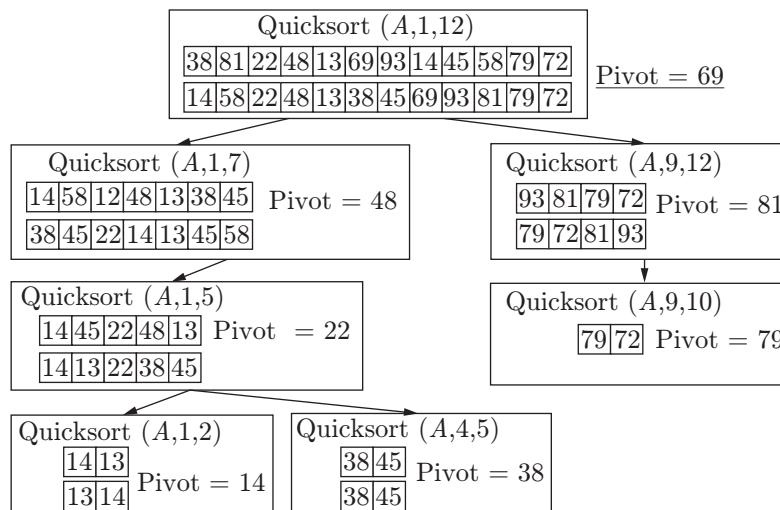 Quicksort (A,1,12)
38 81 22 48 13 69 93 14 45 58 79 72
14 58 22 48 13 38 45 69 93 81 79 72
Pivot = 69
Quicksort (A,1,7)
14 58 12 48 13 38 45
38 45 22 14 13 45 58
Pivot = 48
Quicksort (A,9,12)
93 81 79 72
79 72 81 93
Pivot = 81
Quicksort (A,1,5)
14 45 22 48 13
14 13 22 38 45
Pivot = 22
Quicksort (A,9,10)
79 72
Pivot = 79
Quicksort (A,1,2)
14 13
13 14
Pivot = 14
Quicksort (A,4,5)
38 45
38 45
Pivot = 38